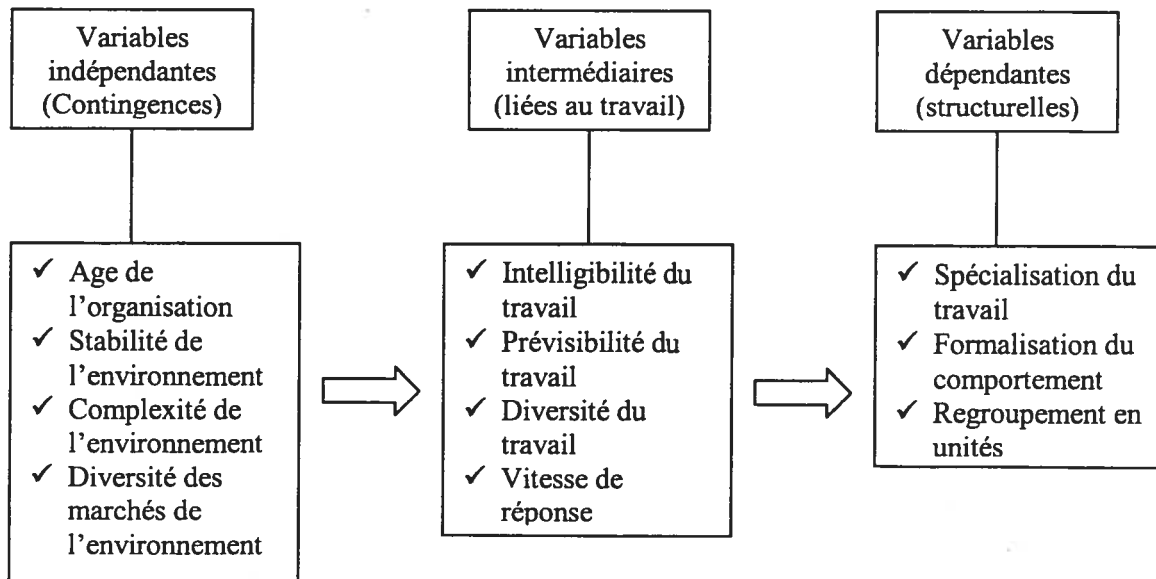 Variables
indépendantes
(Contingences)
Variables
intermédiaires
(liées au travail)
Variables
dépendantes
(structurelles)
✓ Age de
l'organisation
✓ Stabilité de
l'environnement
✓ Complexité de
l'environnement
✓ Diversité des
marchés de
l'environnement
✓ Intelligibilité du
travail
✓ Prévisibilité du
travail
✓ Diversité du
travail
✓ Vitesse de
réponse
✓ Spécialisation du
travail
✓ Formalisation du
comportement
✓ Regroupement en
unités